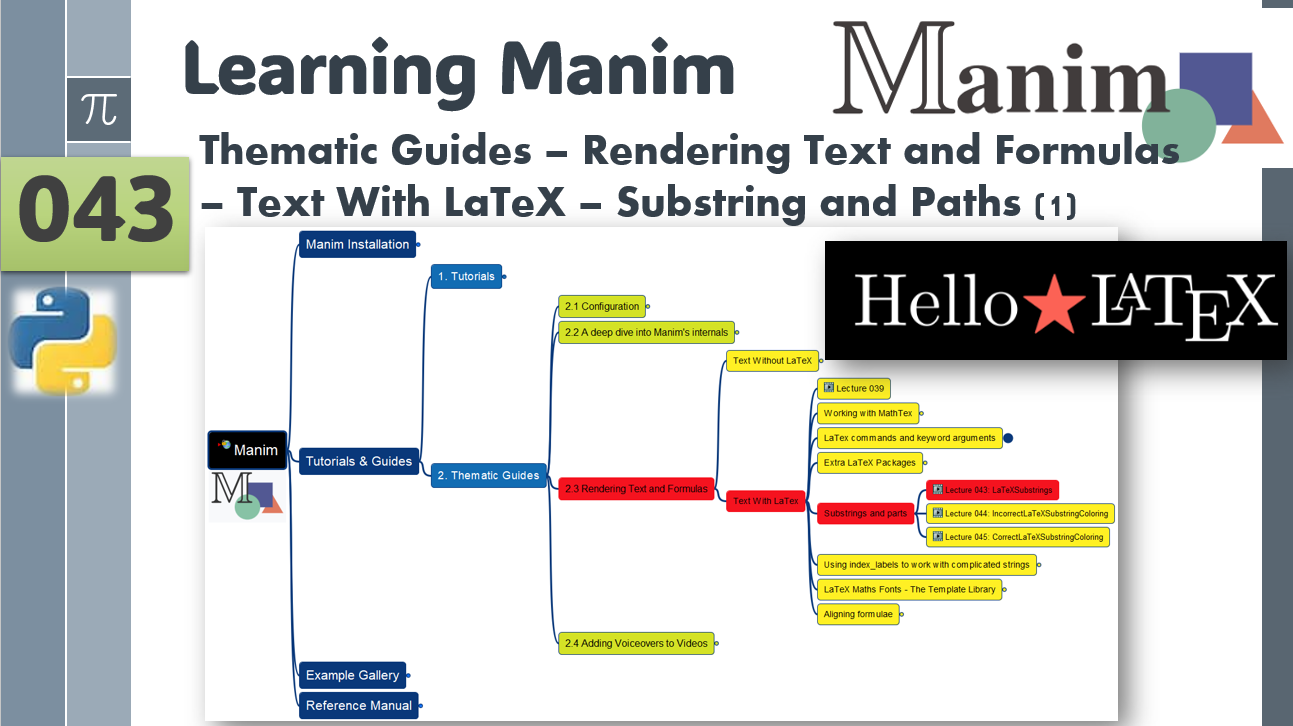 Learning Manim
Manim
π
Thematic Guides – Rendering Text and Formulas
– Text With LaTeX – Substring and Paths (1)
043
Manim Installation
1. Tutorials
Hello★LATEX
2.1 Configuration
2.2 A deep dive into Manim's internals
Text Without LaTeX
Lecture 039
Working with MathTex
LaTex commands and keyword arguments
Manim
Tutorials & Guides
Extra LaTeX Packages
2. Thematic Guides
2.3 Rendering Text and Formulas
Lecture 043: LaTeXSubstrings
Text With LaTex
Substrings and parts
Lecture 044: IncorrectLaTeXSubstringColoring
Lecture 045: CorrectLaTeXSubstringColoring
M
Using index_labels to work with complicated strings
LaTeX Maths Fonts - The Template Library
Aligning formulae
2.4 Adding Voiceovers to Videos
Example Gallery
Reference Manual